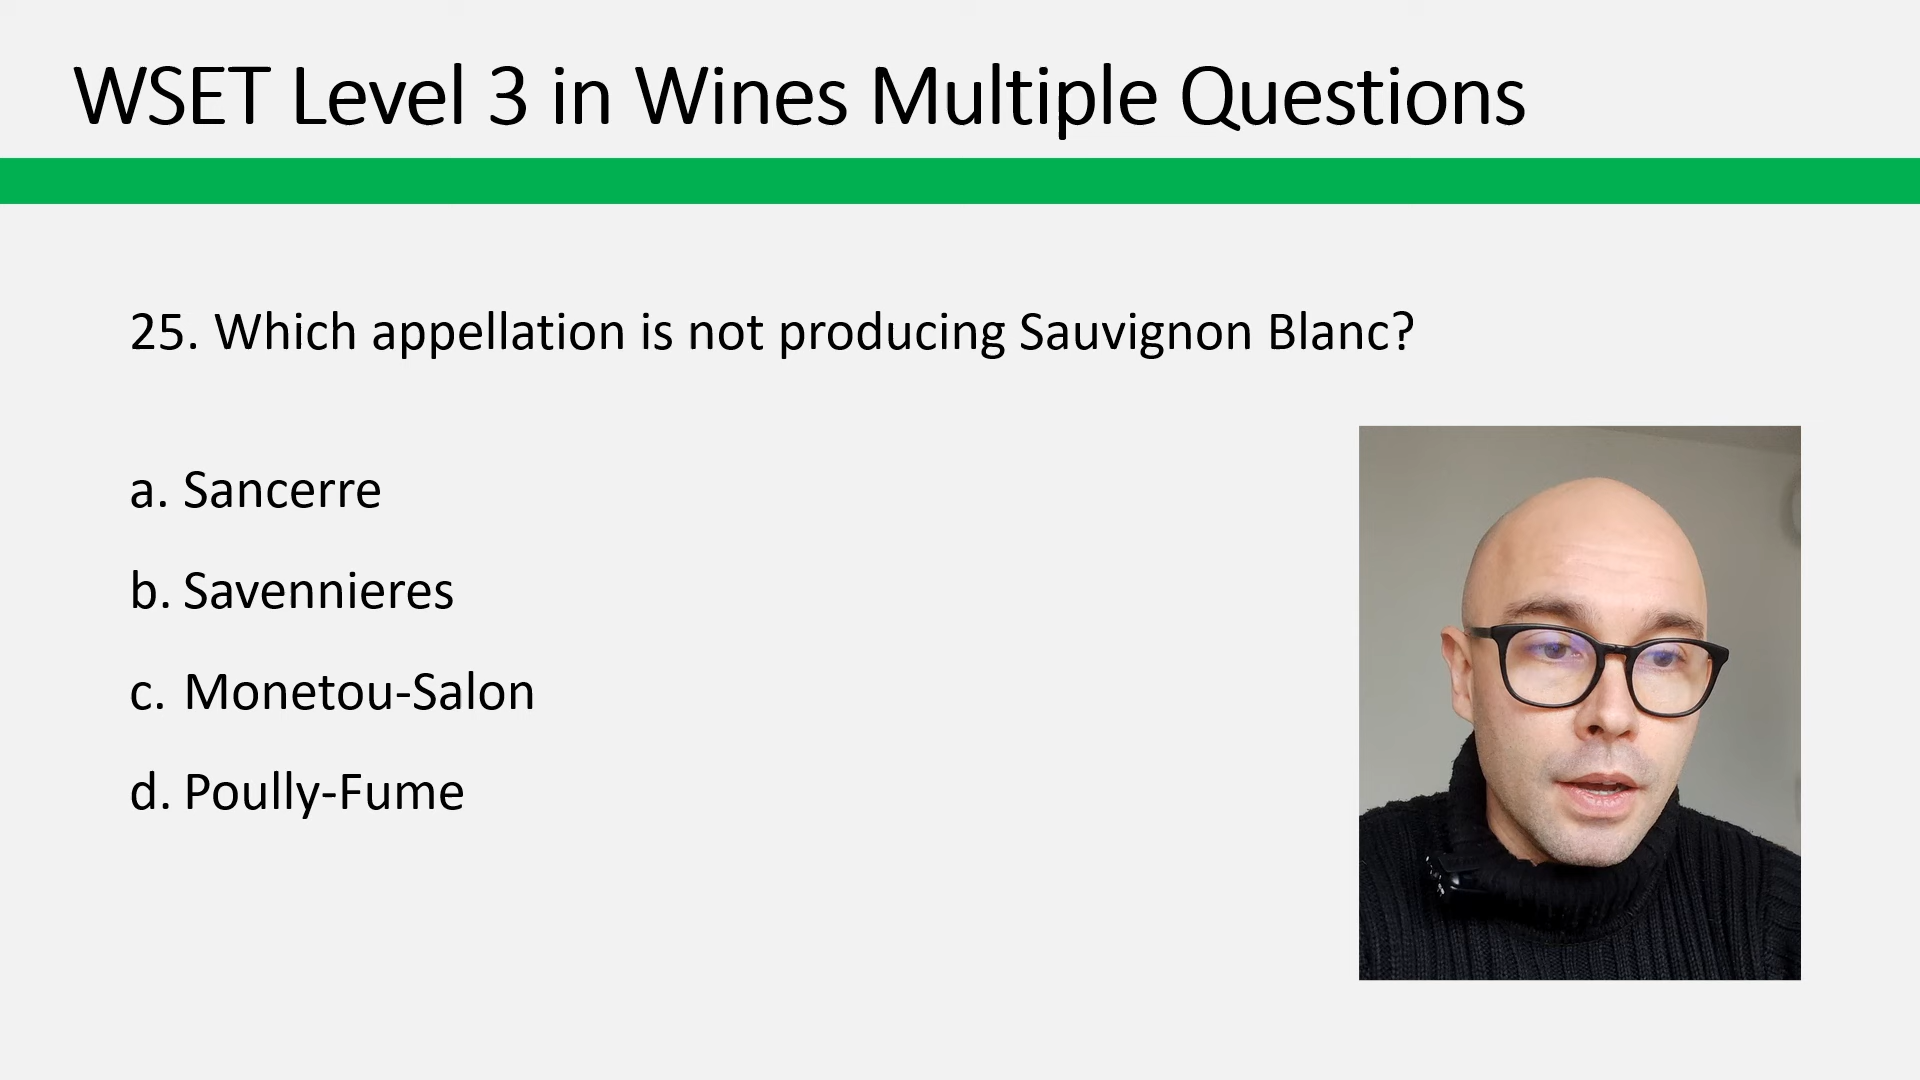 WSET Level 3 in Wines Multiple Questions
25. Which appellation is not producing Sauvignon Blanc?
a. Sancerre
b. Savennieres
c. Monetou-Salon
d. Poully-Fume